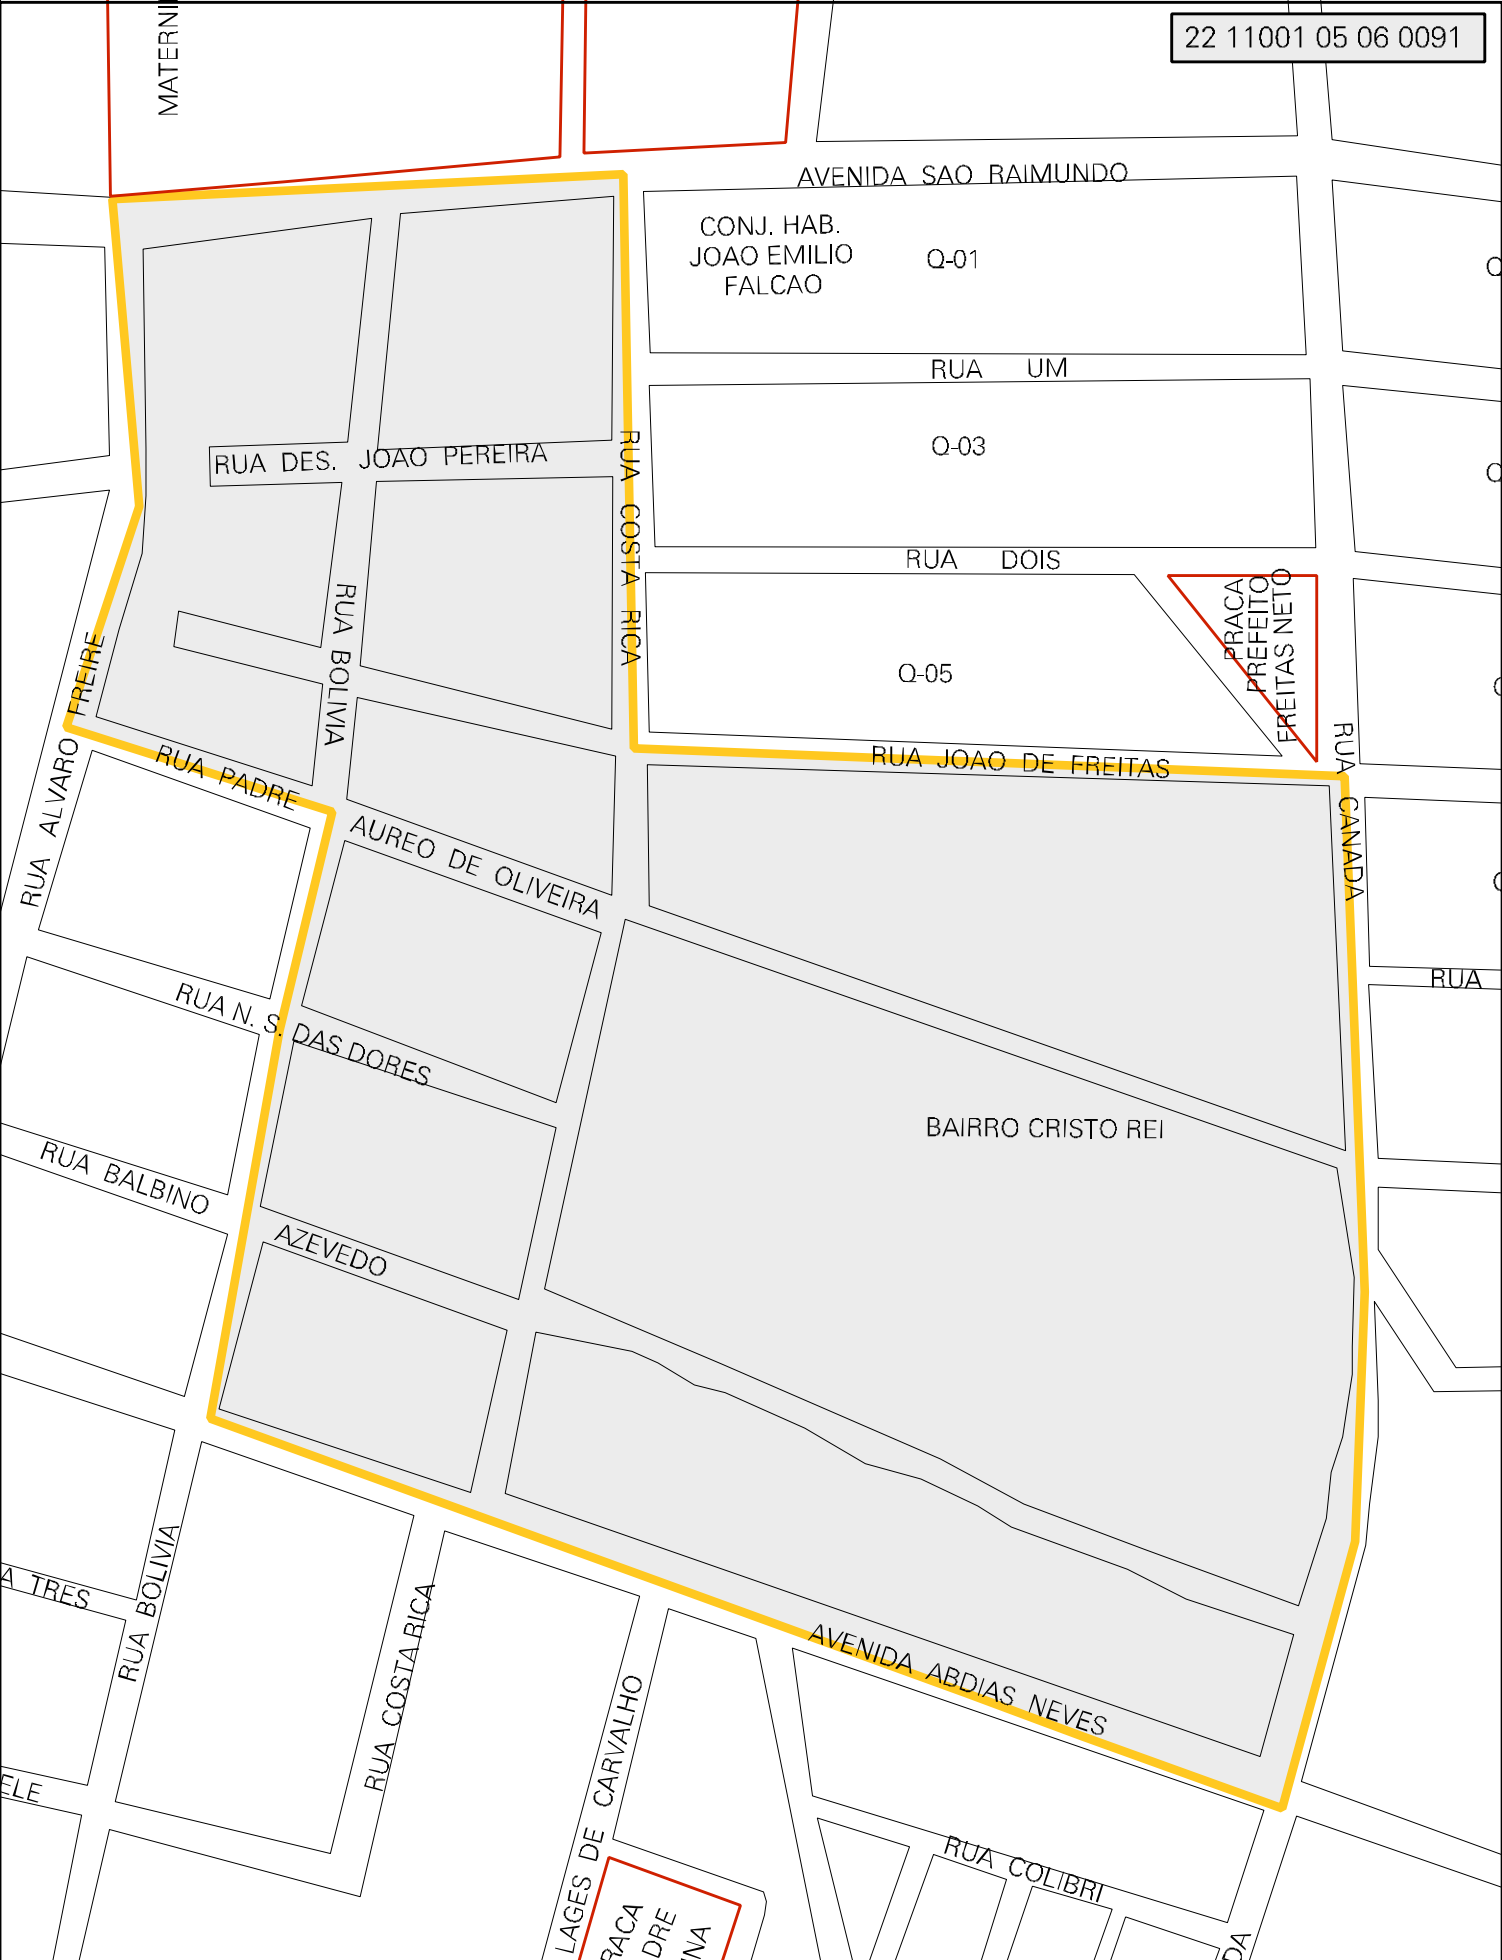 22 11001 05 06 0091
AVENIDA SAO RAIMUNDO
CONJ. HAB.
JOAO EMILIO
FALCAO
Q-01
RUA UM
Q-03
RUA DES. JOAO PEREIRA
RUA COSTA RICA
RUA DOIS
PRACA
PREFEITO
FREITAS NETO
RUA BOLIVIA
Q-05
RUA ALVARO FREIRE
RUA JOAO DE FREITAS
RUA CANADA
RUA PADRE AUREO DE OLIVEIRA
RUA
RUA N. S. DAS DORES
BAIRRO CRISTO REI
RUA BALBINO AZEVEDO
TRES
RUA BOLIVIA
RUA COSTA RICA
AVENIDA ABDIAS NEVES
LAGES DE CARVALHO
RUA COLIBRI